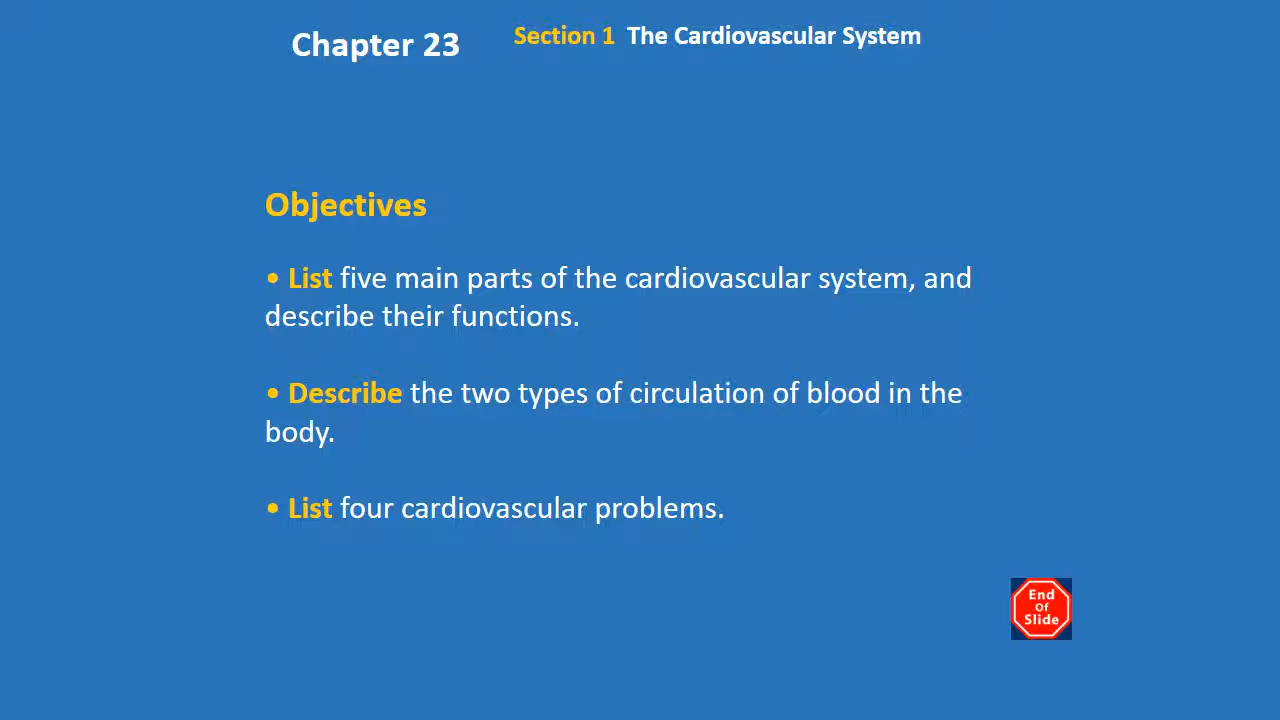 Chapter 23
Section 1 The Cardiovascular System
Objectives
• List five main parts of the cardiovascular system, and
describe their functions.
• Describe the two types of circulation of blood in the
body.
• List four cardiovascular problems.
End
Of
Slide